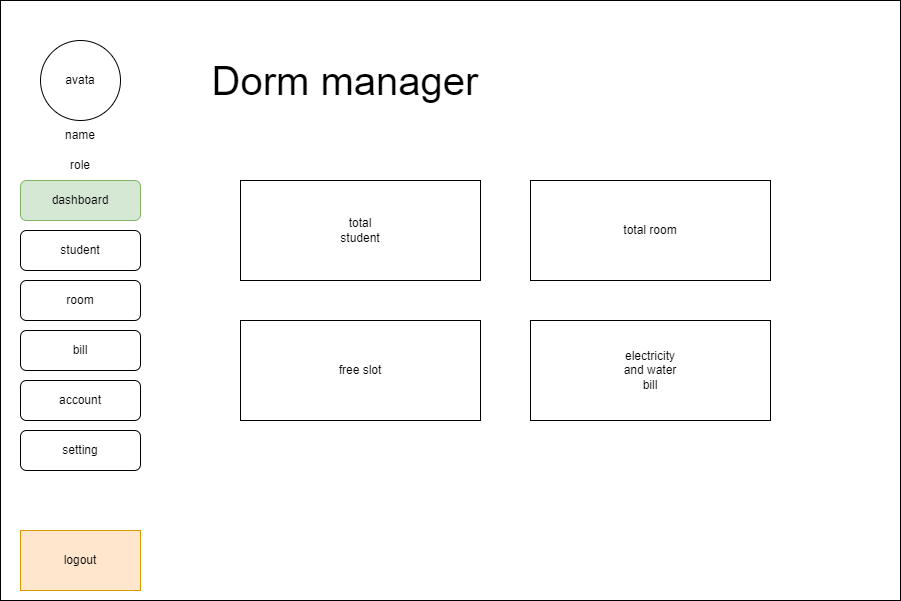 avata
name
role
dashboard
student
room
bill
account
setting
logout
Dorm manager
total
student
total room
free slot
electricity
and water
bill